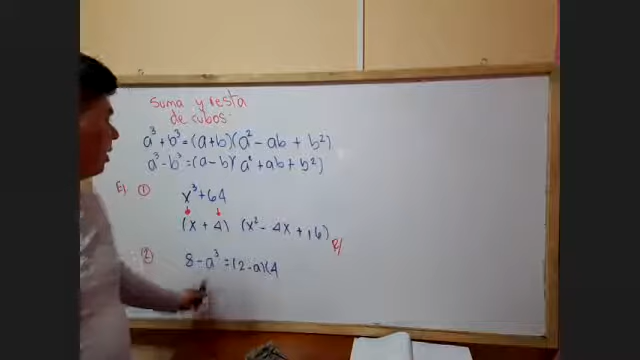 Suma y resta
de cubos
a³ + b³ = (a + b)(a² - ab + b²)
a³ - b³ = (a - b)(a² + ab + b²)
Ej ① x³ + 64
(x + 4) (x² - 4x + 16) R/
② 8 - a³ = (2 - a)(4